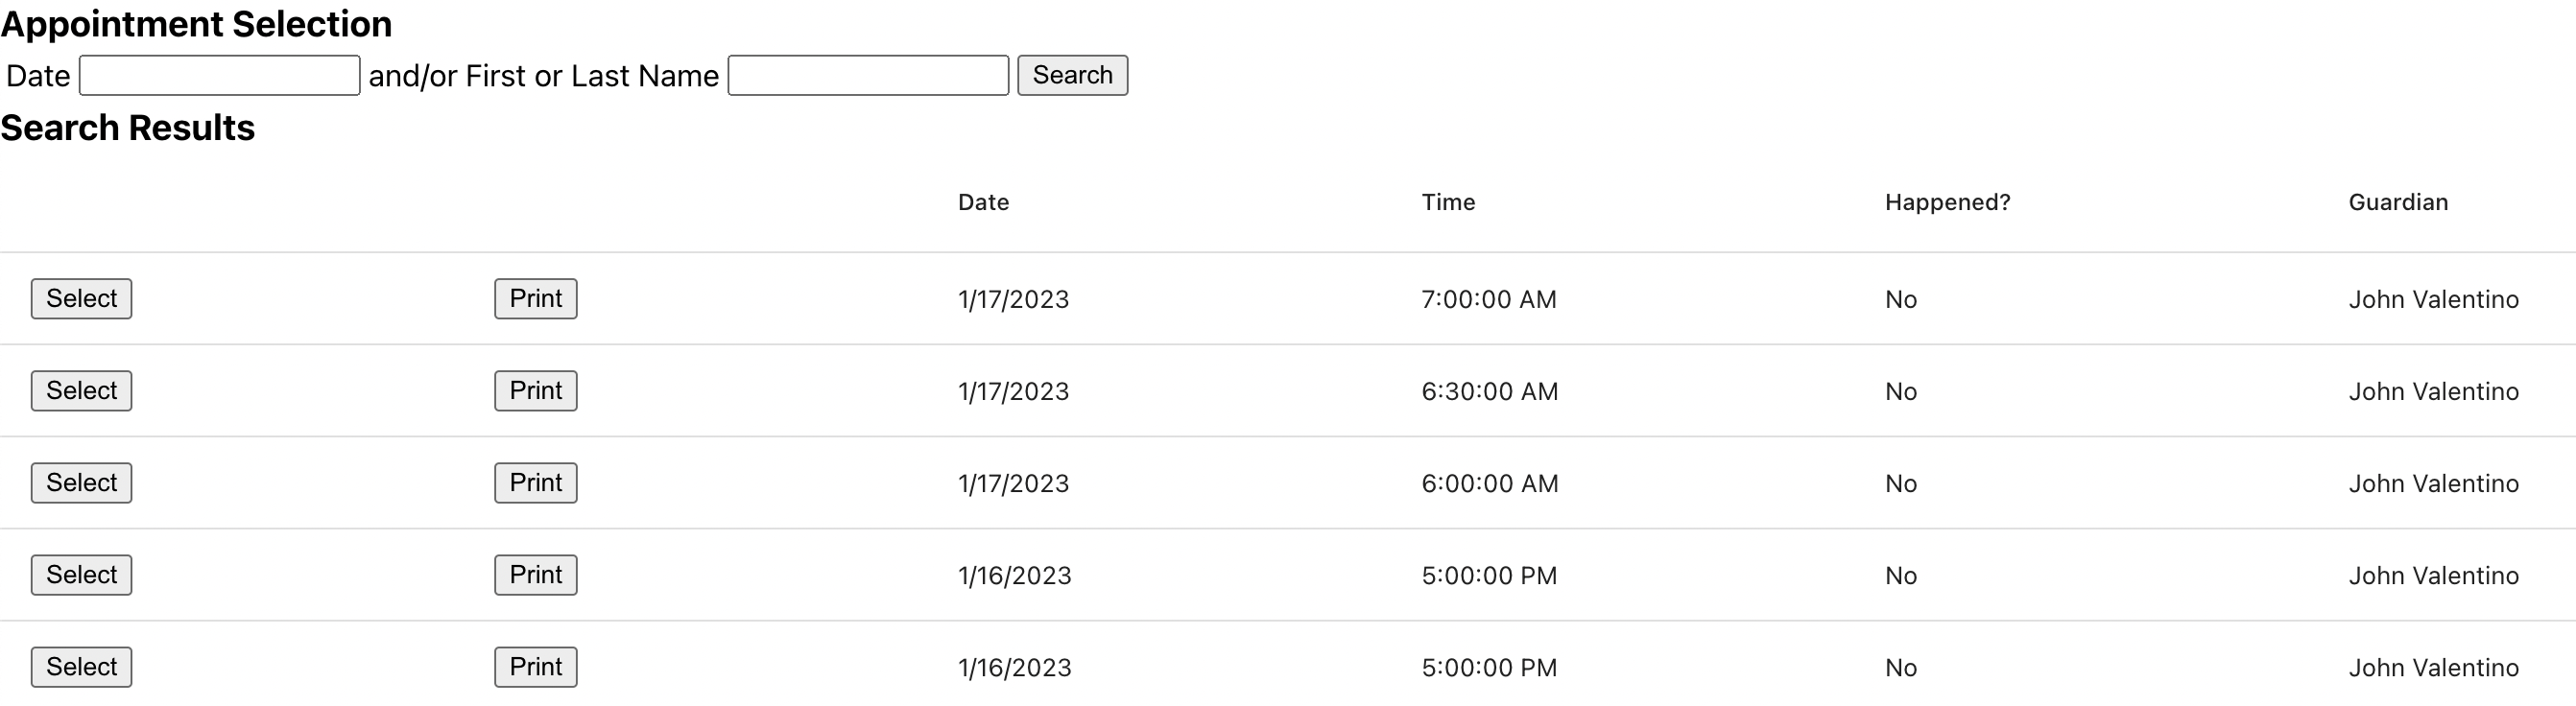 Appointment Selection
Date and/or First or Last Name Search
Search Results
Date Time Happened? Guardian
Select Print 1/17/2023 7:00:00 AM No John Valentino
Select Print 1/17/2023 6:30:00 AM No John Valentino
Select Print 1/17/2023 6:00:00 AM No John Valentino
Select Print 1/16/2023 5:00:00 PM No John Valentino
Select Print 1/16/2023 5:00:00 PM No John Valentino